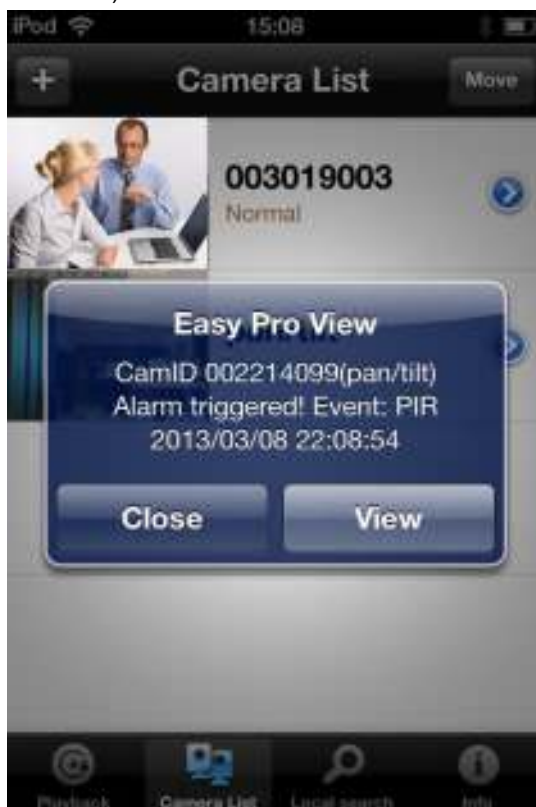 iPod 15:08
+ Camera List Move
003019003
Normal
Easy Pro View
CamID 002214099(pan/tilt)
Alarm triggered! Event: PIR
2013/03/08 22:08:54
Close View
Playback Camera List Local search Info